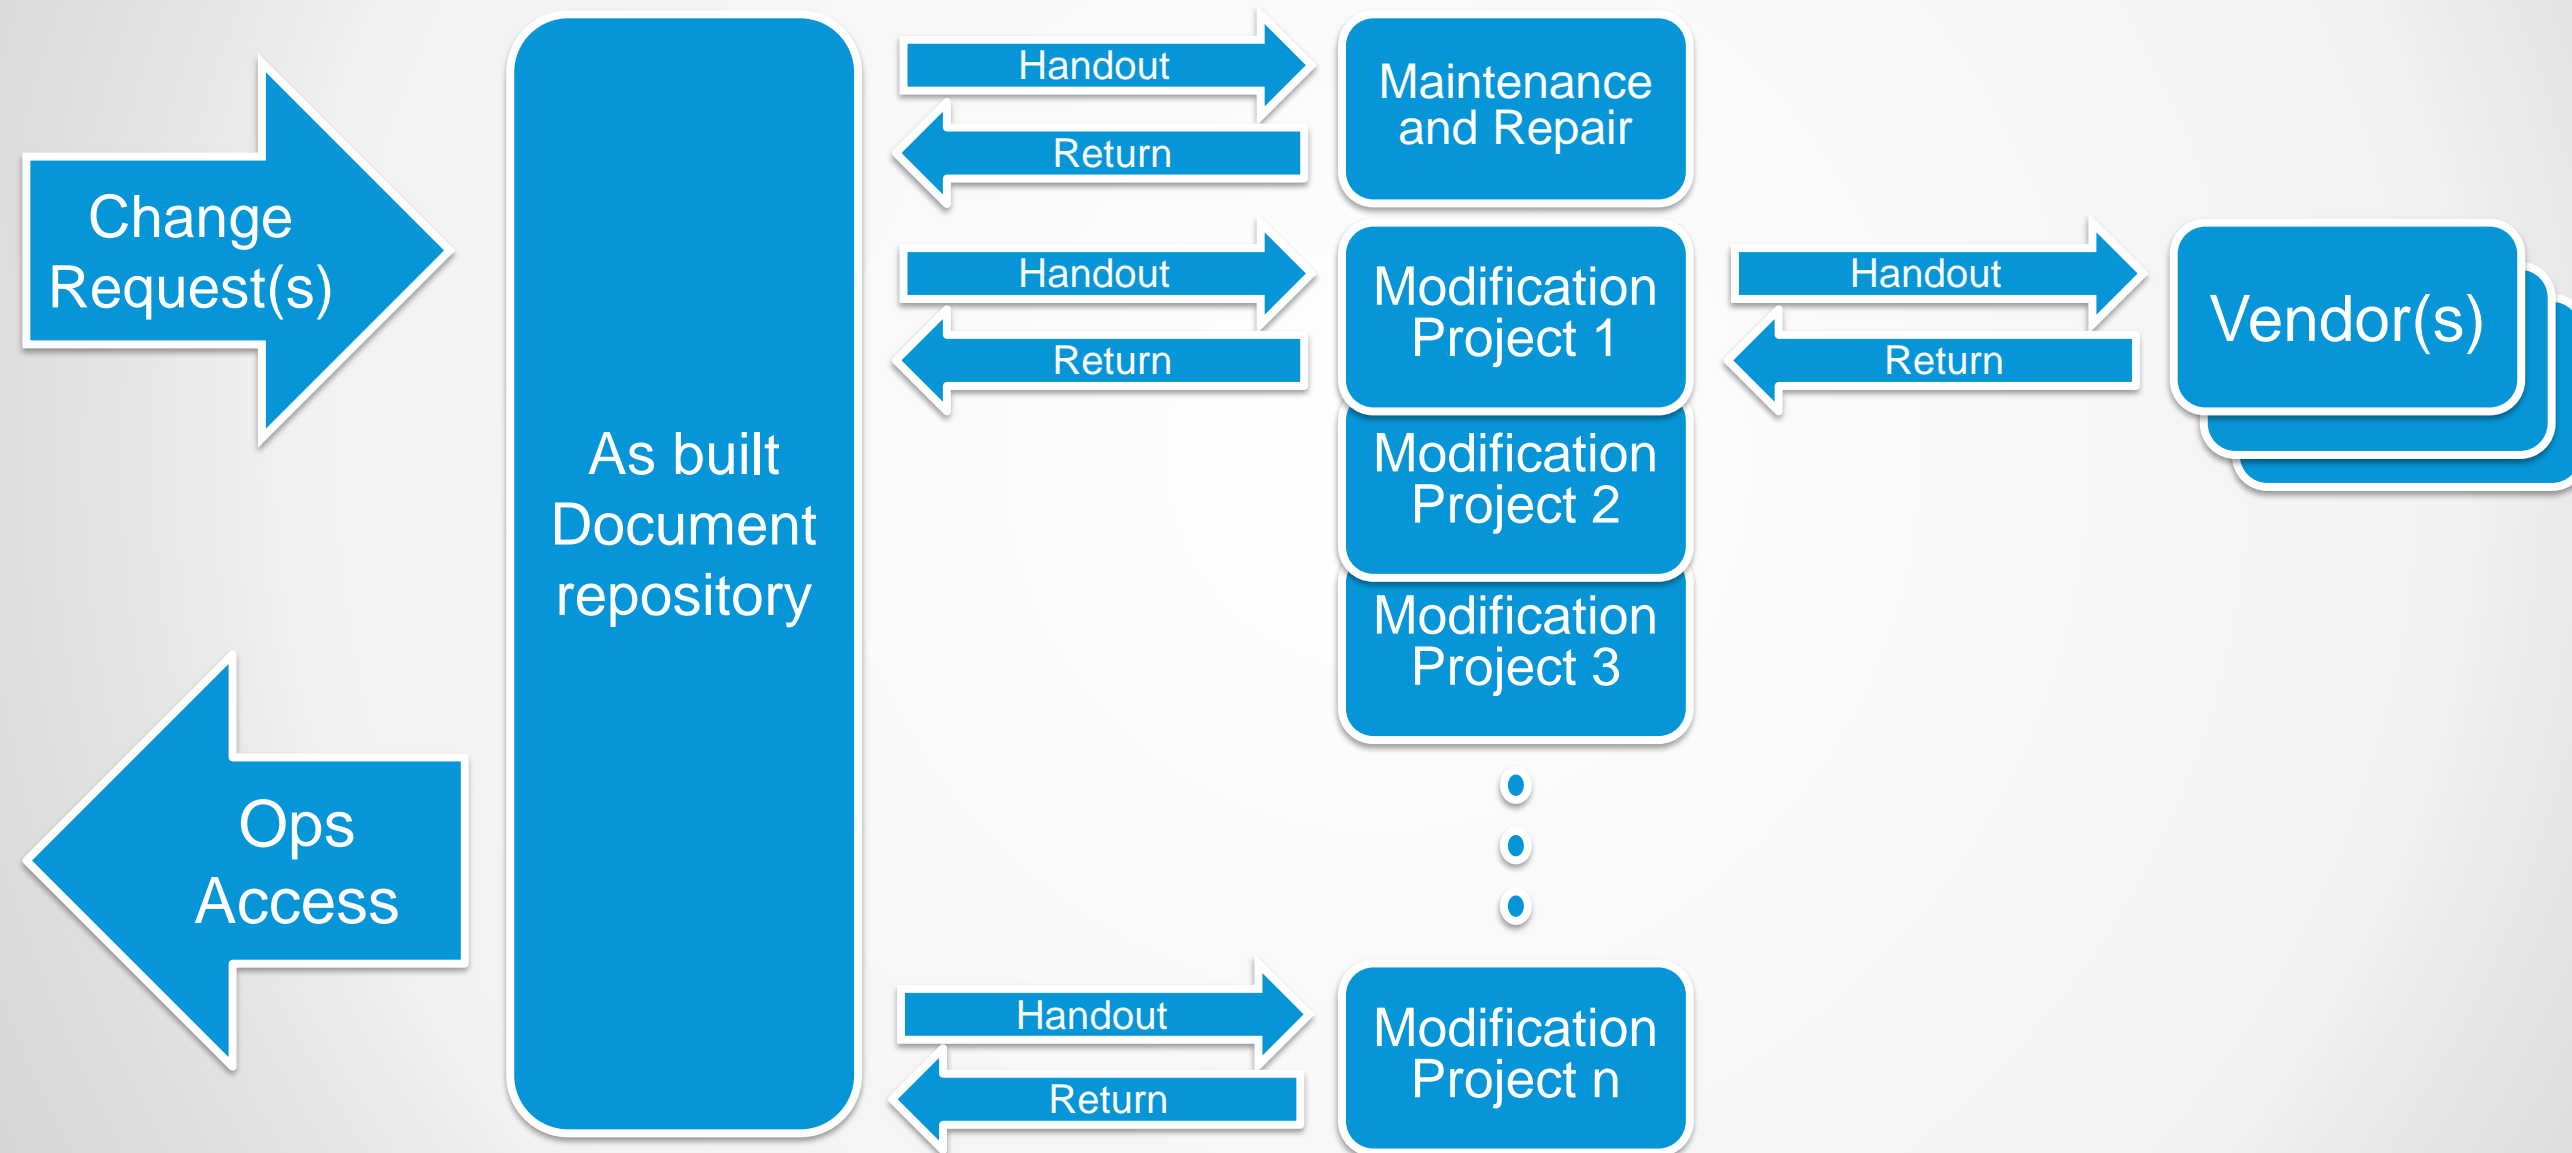 Change
Request(s)
Ops
Access
As built
Document
repository
Handout
Return
Maintenance
and Repair
Handout
Return
Modification
Project 1
Handout
Return
Vendor(s)
Modification
Project 2
Modification
Project 3
Handout
Return
Modification
Project n